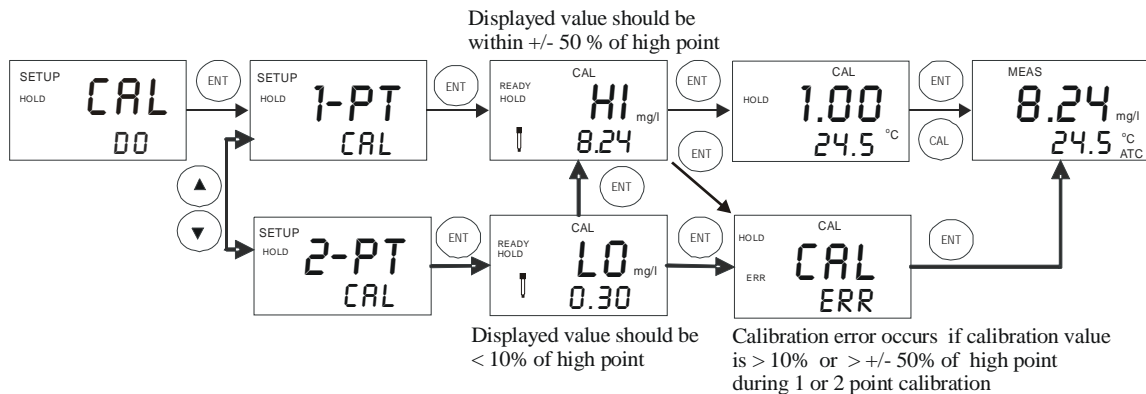 Displayed value should be
within +/- 50 % of high point
SETUP
HOLD
CAL
DO
ENT
SETUP
HOLD
1-PT
CAL
ENT
CAL
READY
HOLD
HI
mg/l
8.24
ENT
CAL
HOLD
1.00
24.5 °C
ENT
CAL
MEAS
8.24
mg/l
24.5 °C
ATC
ENT
ENT
SETUP
HOLD
2-PT
CAL
ENT
CAL
READY
HOLD
LO
mg/l
0.30
ENT
CAL
HOLD
ERR
CAL
ERR
ENT
Displayed value should be
< 10% of high point
Calibration error occurs if calibration value
is > 10% or > +/- 50% of high point
during 1 or 2 point calibration